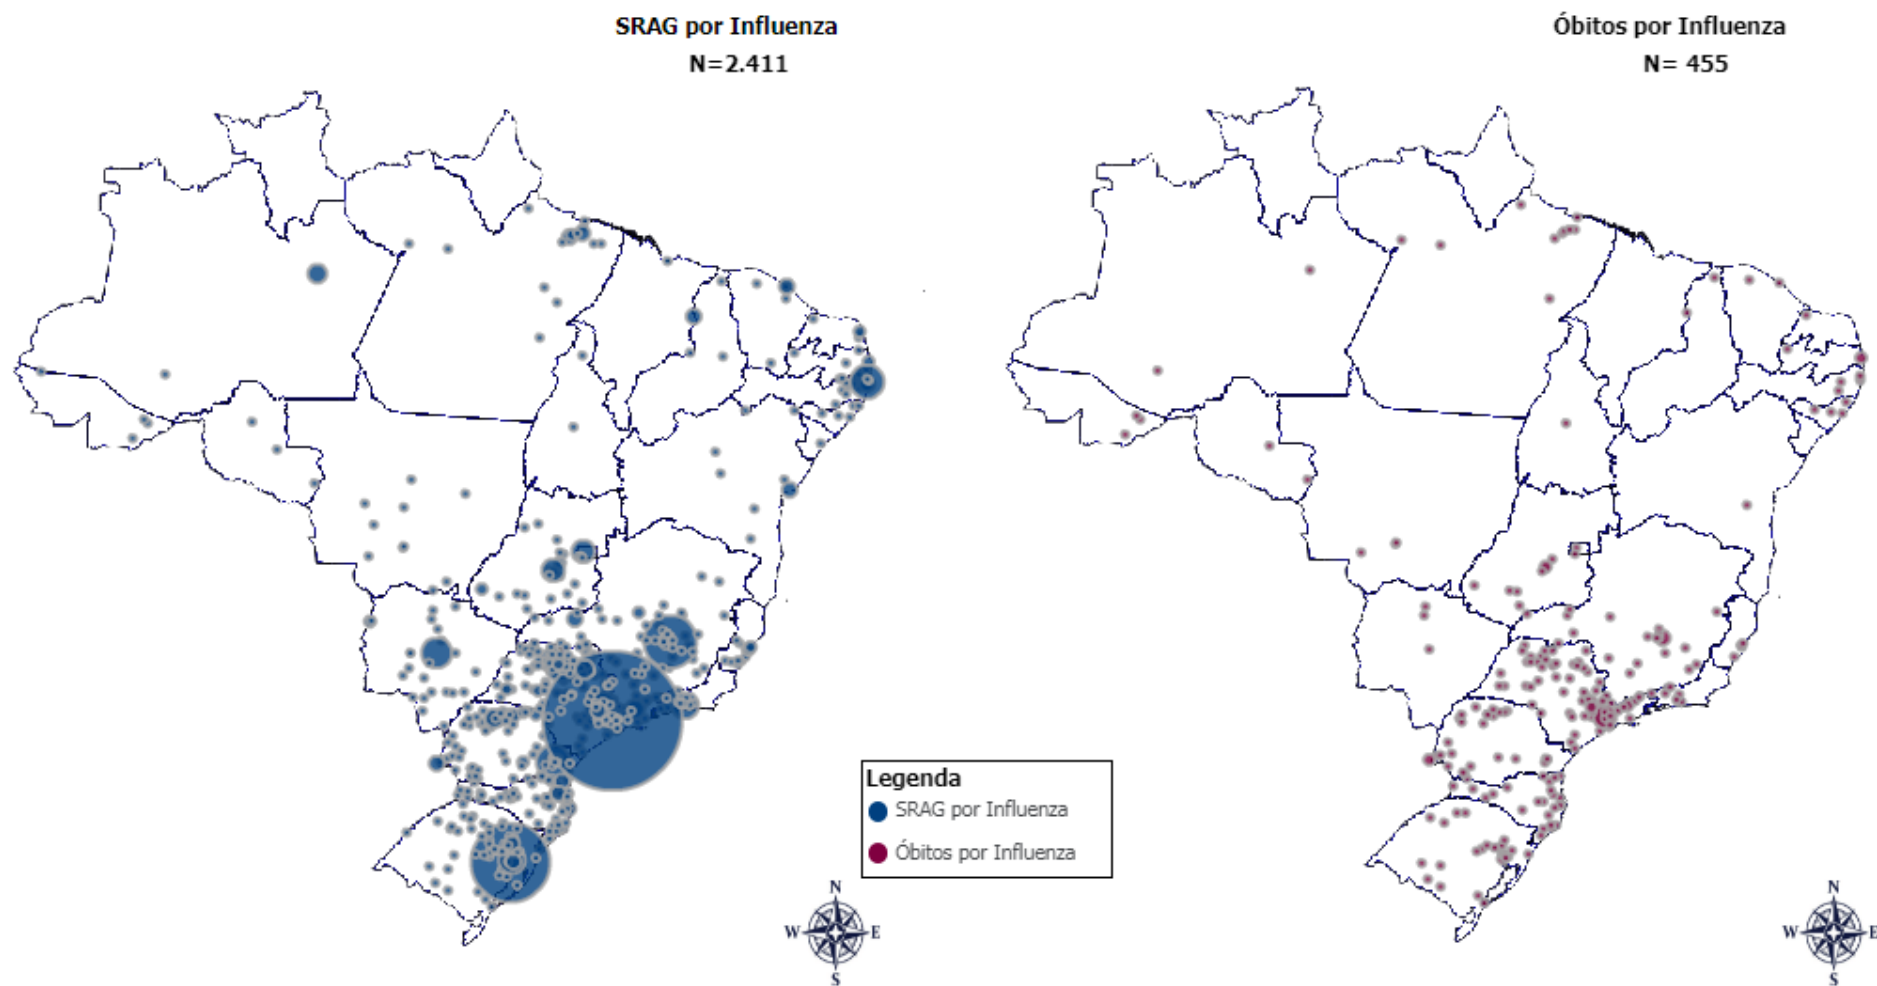 SRAG por Influenza
N=2.411
Óbitos por Influenza
N= 455
Legenda
SRAG por Influenza
Óbitos por Influenza
N
W E
S
N
W E
S